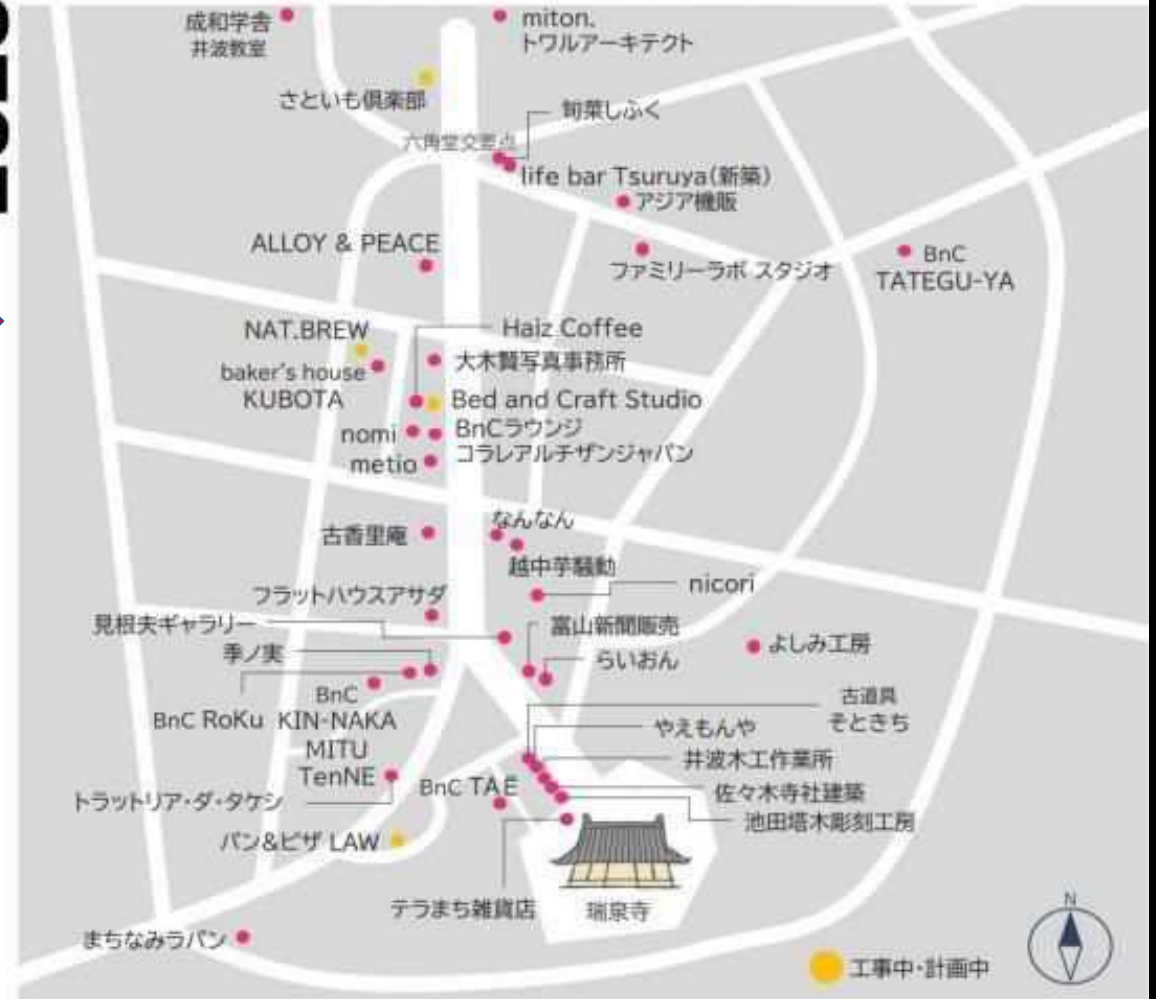 成和学舎
井波教室
miton.
トワルアーキテクト
さといも倶楽部
旬菜しふく
六角堂交差点
life bar Tsuruya(新築)
アジア機販
ALLOY & PEACE
ファミリーラボ スタジオ
BnC
TATEGU-YA
NAT.BREW
Haiz Coffee
大木賢写真事務所
baker's house
KUBOTA
Bed and Craft Studio
nomi
BnCラウンジ
metio
コラレアルチザンジャパン
古香里庵
なんなん
越中芋騒動
nicori
フラットハウスアサダ
見根夫ギャラリー
富山新聞販売
よしみ工房
季ノ実
らいおん
BnC
BnC RoKu
KIN-NAKA
MITU
TenNE
古道具
そときち
やえもんや
井波木工作業所
BnC TAË
佐々木寺社建築
トラットリア・ダ・タケシ
池田塔木彫刻工房
パン&ピザ LAW
テラまち雑貨店
瑞泉寺
まちなみラパン
N
工事中・計画中